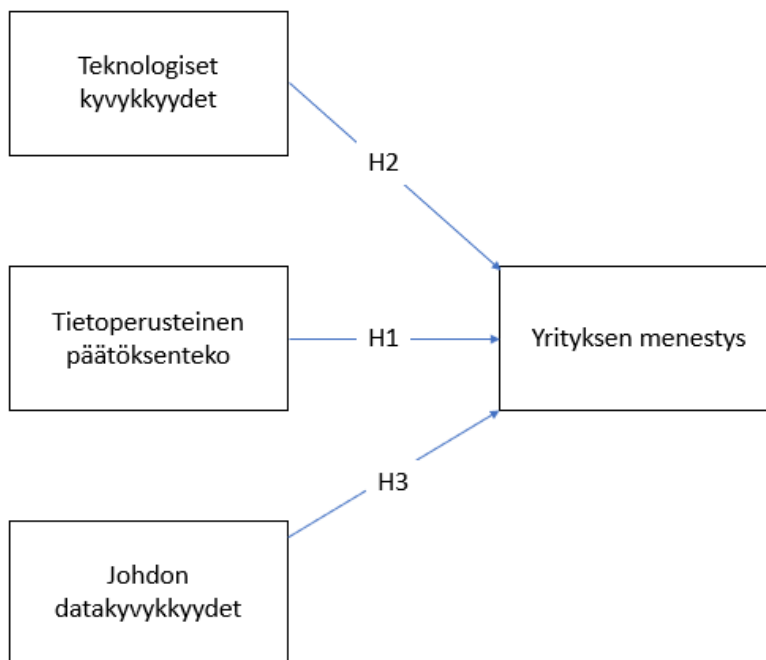 Teknologiset
kyvykkyydet
H2
Tietoperusteinen
päätöksenteko
H1
Yrityksen menestys
H3
Johdon
datakyvykkyydet